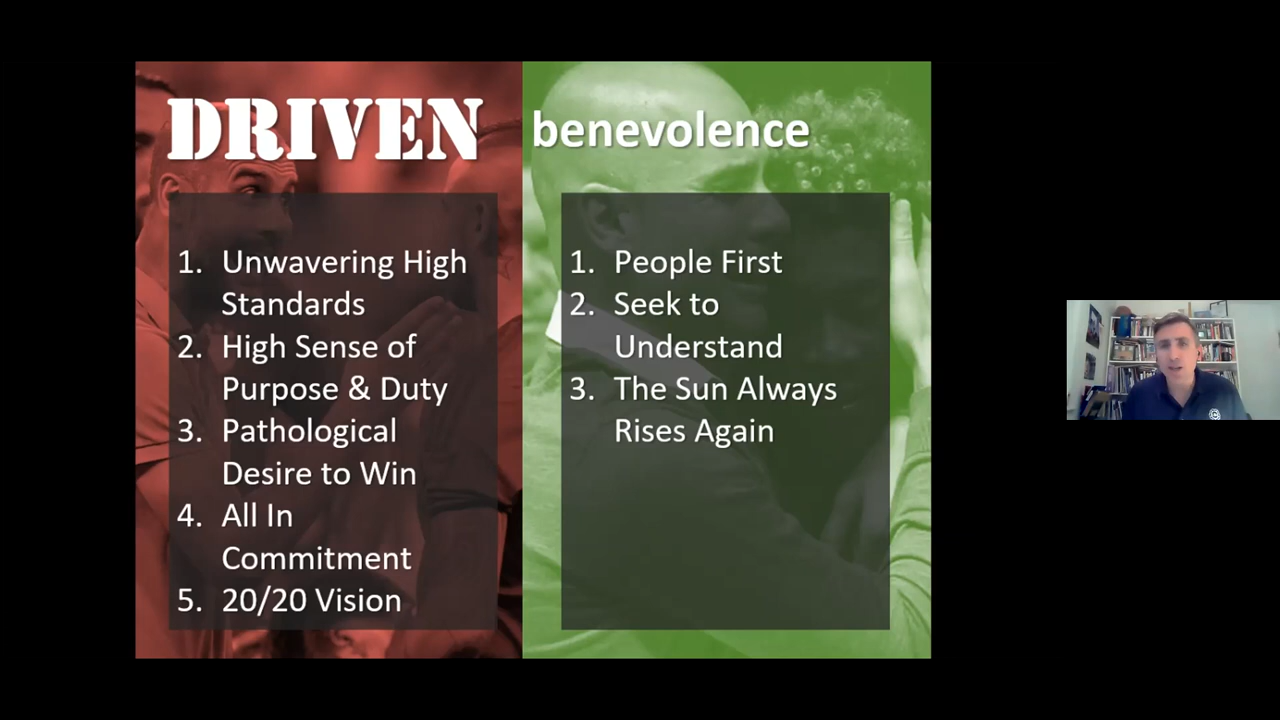 DRIVEN
1. Unwavering High
Standards
2. High Sense of
Purpose & Duty
3. Pathological
Desire to Win
4. All In
Commitment
5. 20/20 Vision
benevolence
1. People First
2. Seek to
Understand
3. The Sun Always
Rises Again